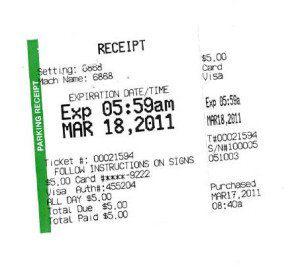 RECEIPT
PARKING RECEIPT
Setting: 6868
Mach Name: 6868
EXPIRATION DATE/TIME
Exp 05:59am
MAR 18,2011
Ticket #: 00021594
FOLLOW INSTRUCTIONS ON SIGNS
$5.00 Card #****-9222
Visa Auth#:455204
ALL DAY $5.00
Total Due $5.00
Total Paid $5.00
$5.00
Card
Visa
Exp 05:59a
MAR18,2011
T#00021594
S/N#100005
051003
Purchased
MAR17,2011
08:40a